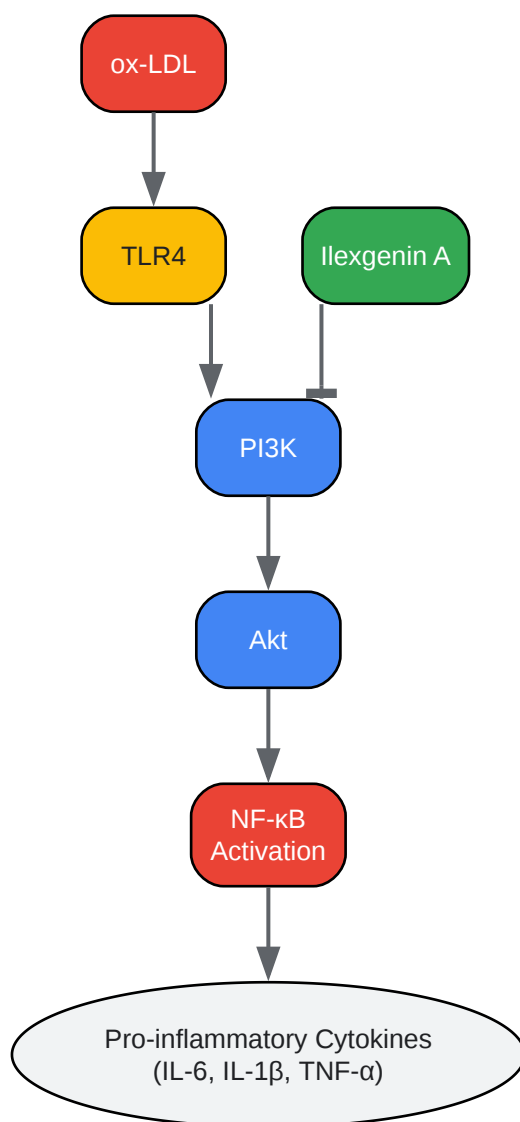 ox-LDL
TLR4
Ilexgenin A
PI3K
Akt
NF-κB
Activation
Pro-inflammatory Cytokines
(IL-6, IL-1β, TNF-α)